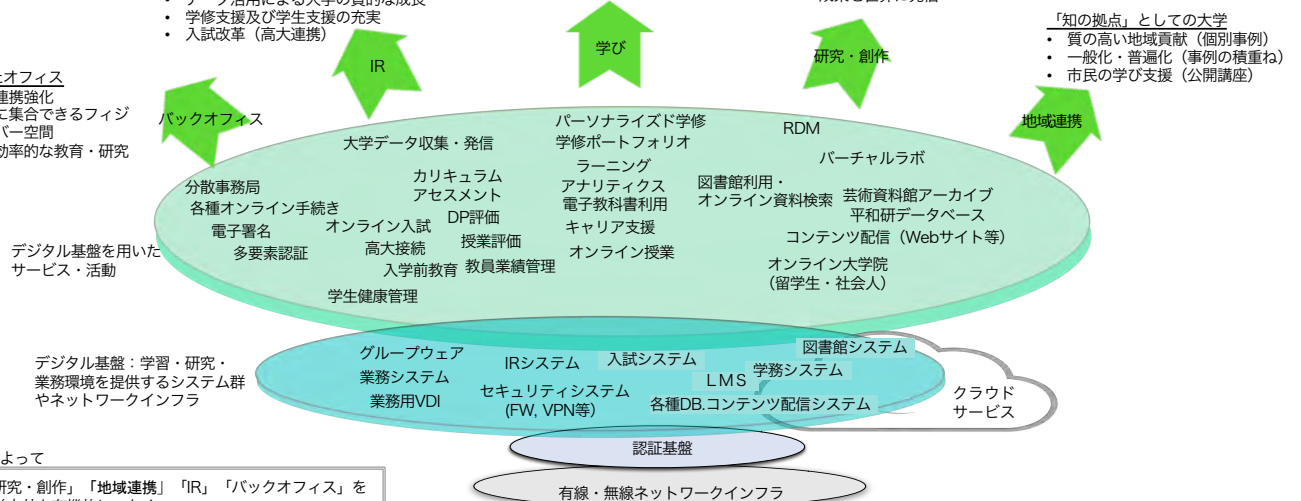 データ活用による大学の質的な成長
• 学修支援及び学生支援の充実
• 入試改革（高大連携）
「知の拠点」としての大学
• 質の高い地域貢献（個別事例）
• 一般化・普遍化（事例の積重ね）
• 市民の学び支援（公開講座）
オフィス
連携強化
に集合できるフィジ
バー空間
効率的な教育・研究
バックオフィス
IR
学び
研究・創作
地域連携
大学データ収集・発信
パーソナライズド学修
学修ポートフォリオ
ラーニング
アナリティクス
電子教科書利用
キャリア支援
オンライン授業
RDM
バーチャルラボ
図書館利用・
オンライン資料検索
芸術資料館アーカイブ
平和研データベース
コンテンツ配信（Webサイト等）
オンライン大学院
（留学生・社会人）
分散事務局
各種オンライン手続き
電子署名
多要素認証
カリキュラム
アセスメント
オンライン入試
DP評価
高大接続
授業評価
入学前教育
教員業績管理
学生健康管理
デジタル基盤を用いた
サービス・活動
デジタル基盤：学習・研究・
業務環境を提供するシステム群
やネットワークインフラ
グループウェア
業務システム
業務用VDI
IRシステム
セキュリティシステム
(FW, VPN等）
入試システム
図書館システム
学務システム
LMS
各種DB.コンテンツ配信システム
クラウド
サービス
認証基盤
有線・無線ネットワークインフラ
よって
研究・創作」「地域連携」「IR」「バックオフィス」を